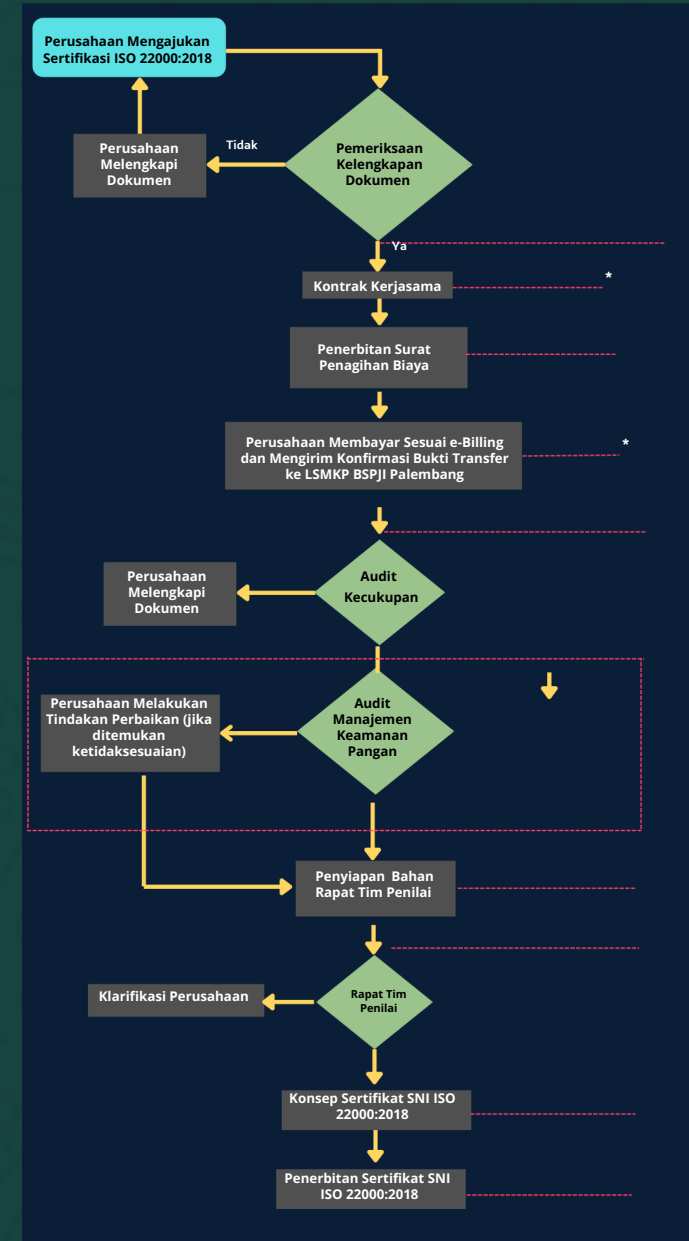 Perusahaan Mengajukan
Sertifikasi ISO 22000:2018
Pemeriksaan
Kelengkapan
Dokumen
Tidak
Perusahaan
Melengkapi
Dokumen
Ya
Kontrak Kerjasama
*
Penerbitan Surat
Penagihan Biaya
Perusahaan Membayar Sesuai e-Billing
dan Mengirim Konfirmasi Bukti Transfer
ke LSMKP BSPJI Palembang
*
Audit
Kecukupan
Perusahaan
Melengkapi
Dokumen
Audit
Manajemen
Keamanan
Pangan
Perusahaan Melakukan
Tindakan Perbaikan (jika
ditemukan
ketidaksesuaian)
Penyiapan Bahan
Rapat Tim Penilai
Rapat Tim
Penilai
Klarifikasi Perusahaan
Konsep Sertifikat SNI ISO
22000:2018
Penerbitan Sertifikat SNI
ISO 22000:2018